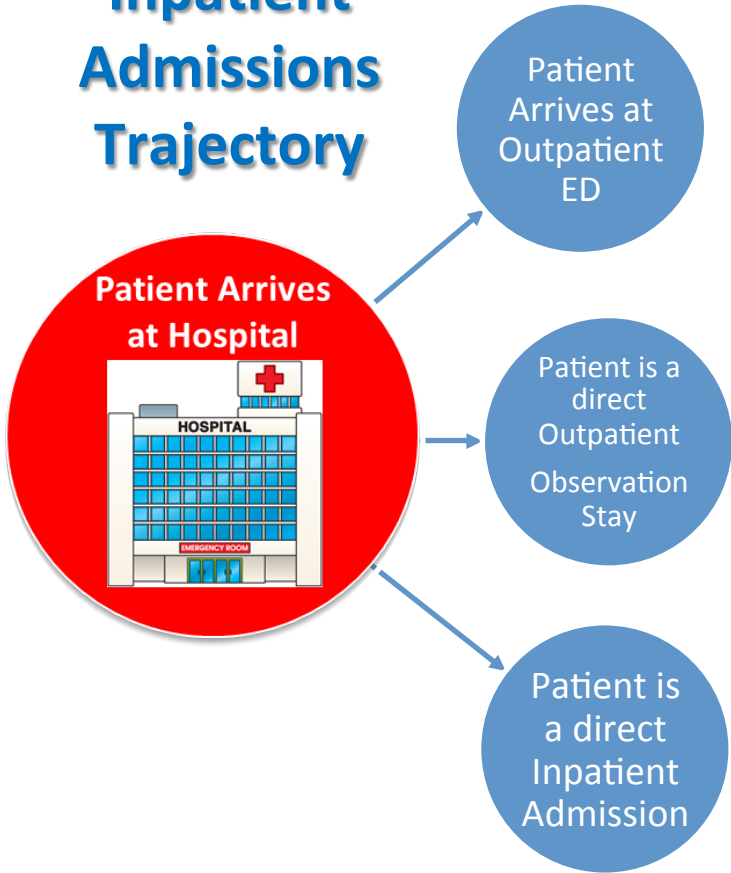 Inpatient
Admissions
Trajectory
Patient
Arrives at
Outpatient
ED
Patient Arrives
at Hospital
HOSPITAL
EMERGENCY ROOM
Patient is a
direct
Outpatient
Observation
Stay
Patient is
a direct
Inpatient
Admission